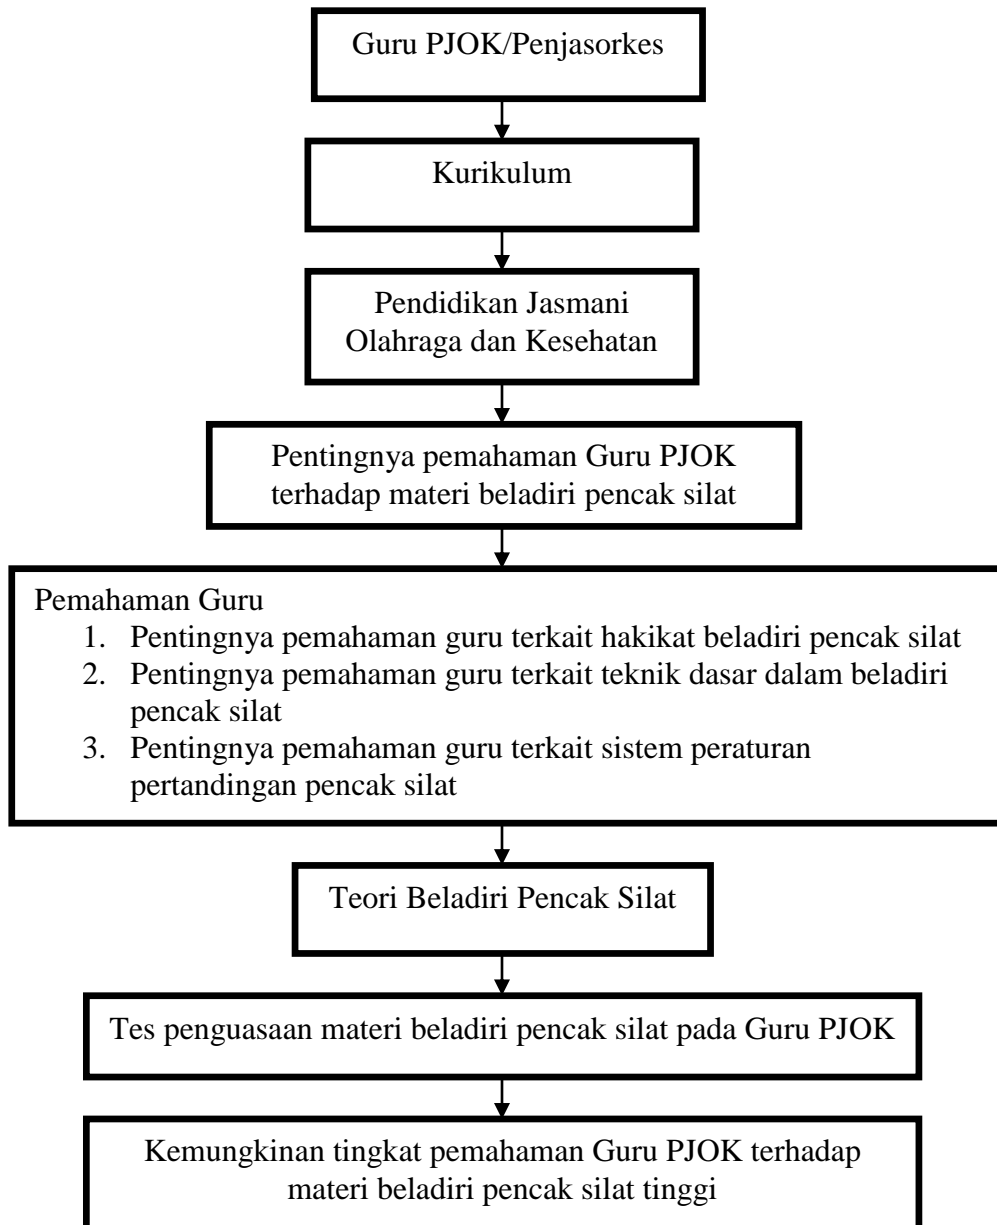 Guru PJOK/Penjasorkes
Kurikulum
Pendidikan Jasmani
Olahraga dan Kesehatan
Pentingnya pemahaman Guru PJOK
terhadap materi beladiri pencak silat
Pemahaman Guru
1. Pentingnya pemahaman guru terkait hakikat beladiri pencak silat
2. Pentingnya pemahaman guru terkait teknik dasar dalam beladiri
pencak silat
3. Pentingnya pemahaman guru terkait sistem peraturan
pertandingan pencak silat
Teori Beladiri Pencak Silat
Tes penguasaan materi beladiri pencak silat pada Guru PJOK
Kemungkinan tingkat pemahaman Guru PJOK terhadap
materi beladiri pencak silat tinggi